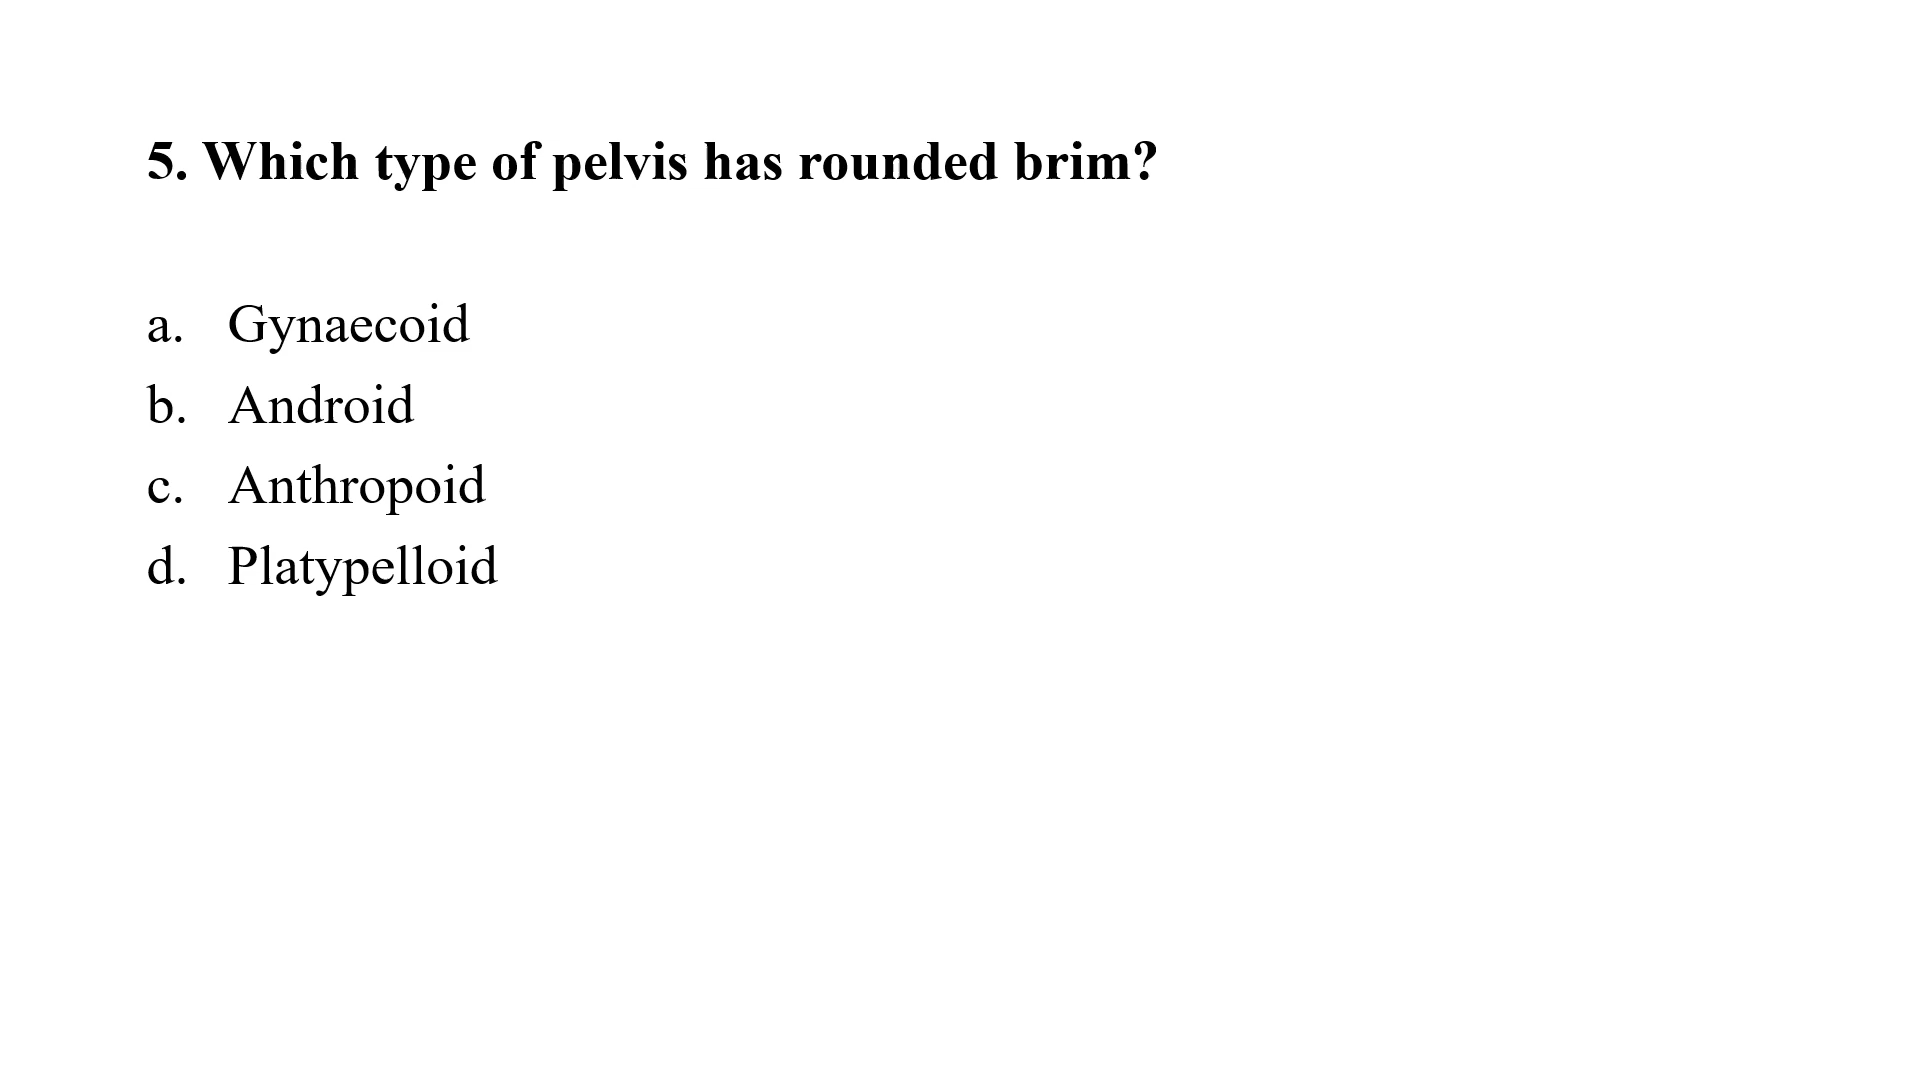 5. Which type of pelvis has rounded brim?
a. Gynaecoid
b. Android
c. Anthropoid
d. Platypelloid